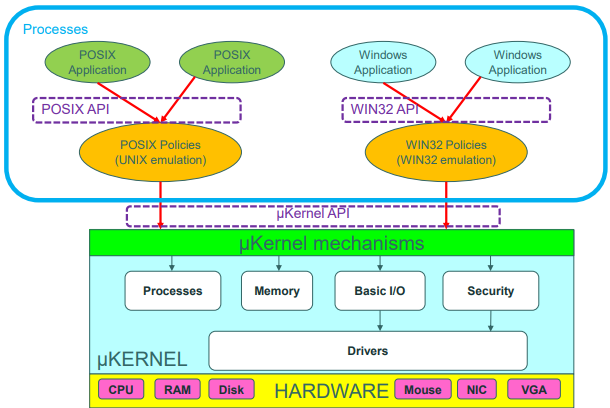 Processes
POSIX
Application
POSIX
Application
Windows
Application
Windows
Application
POSIX API
WIN32 API
POSIX Policies
(UNIX emulation)
WIN32 Policies
(WIN32 emulation)
µKernel API
µKernel mechanisms
Processes
Memory
Basic I/O
Security
Drivers
µKERNEL
CPU
RAM
Disk
HARDWARE
Mouse
NIC
VGA